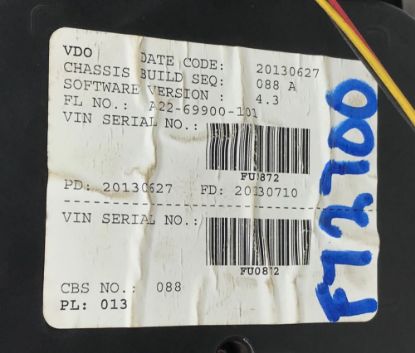 VDO DATE CODE: 20130627
CHASSIS BUILD SEQ: 088 A
SOFTWARE VERSION : 4.3
FL NO.: A22-69900-101
VIN SERIAL NO.:
FU0872
PD: 20130627 FD: 20130710
VIN SERIAL NO.:
FU0872
CBS NO.: 088
PL: 013
F72700